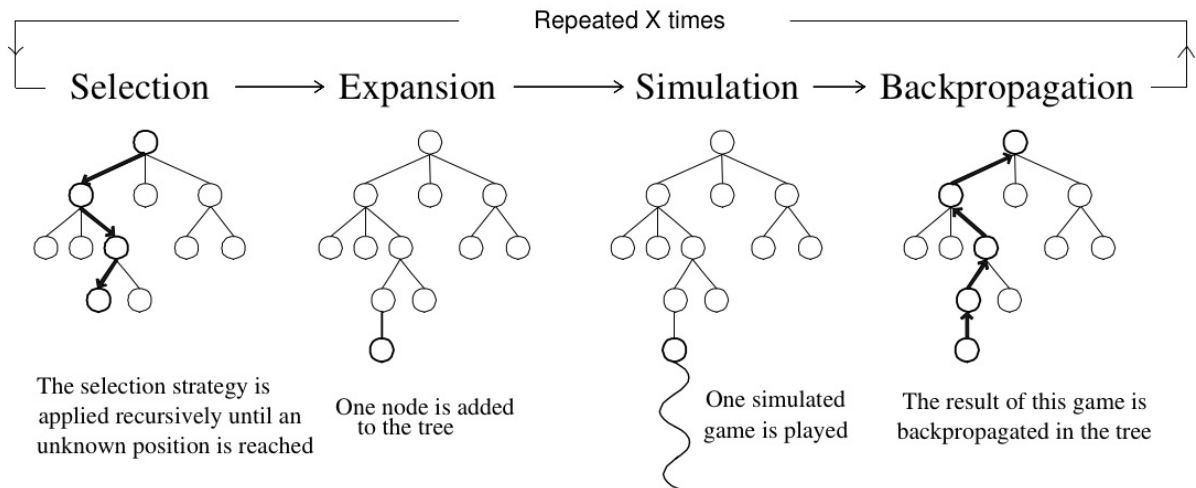 Repeated X times
Selection
Expansion
Simulation
Backpropagation
The selection strategy is
applied recursively until an
unknown position is reached
One node is added
to the tree
One simulated
game is played
The result of this game is
backpropagated in the tree